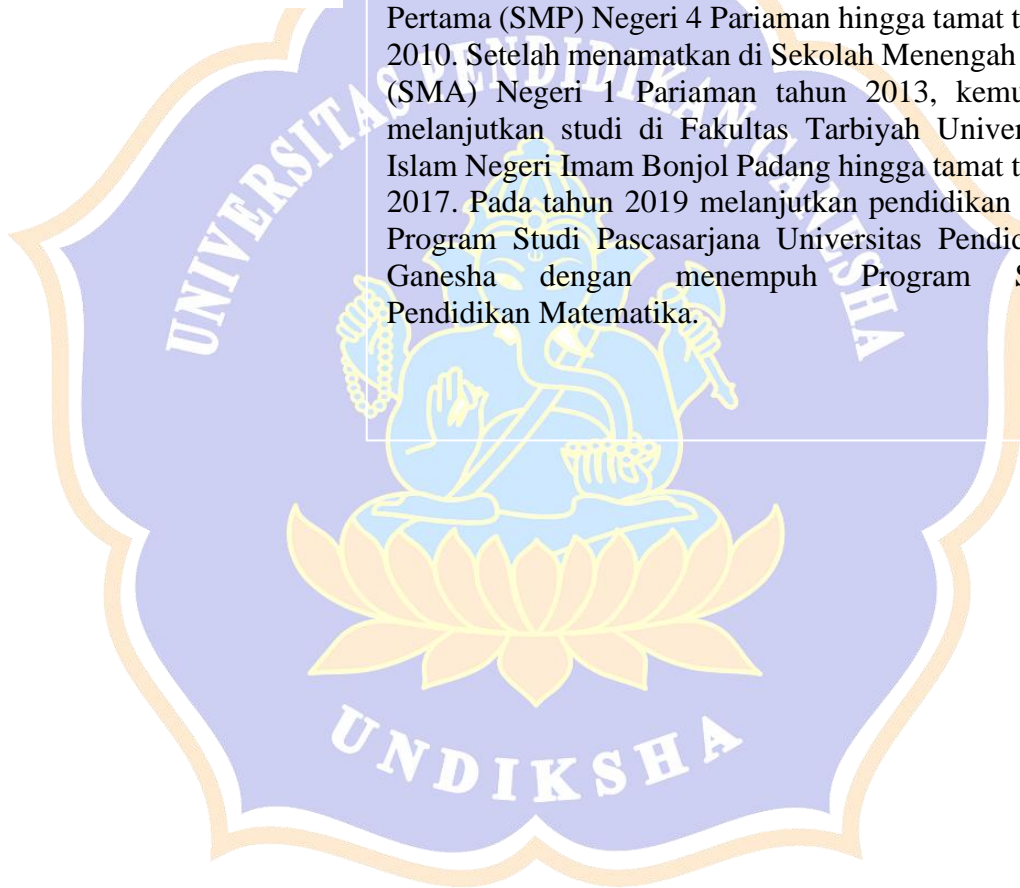 Pertama (SMP) Negeri 4 Pariaman hingga tamat t
2010. Setelah menamatkan di Sekolah Menengah
(SMA) Negeri 1 Pariaman tahun 2013, kemu
melanjutkan studi di Fakultas Tarbiyah Univer
Islam Negeri Imam Bonjol Padang hingga tamat t
2017. Pada tahun 2019 melanjutkan pendidikan
Program Studi Pascasarjana Universitas Pendid
Ganesha dengan menempuh Program S
Pendidikan Matematika.
UNIVERSITAS PENDIDIKAN GANESHA
UNDIKSHA